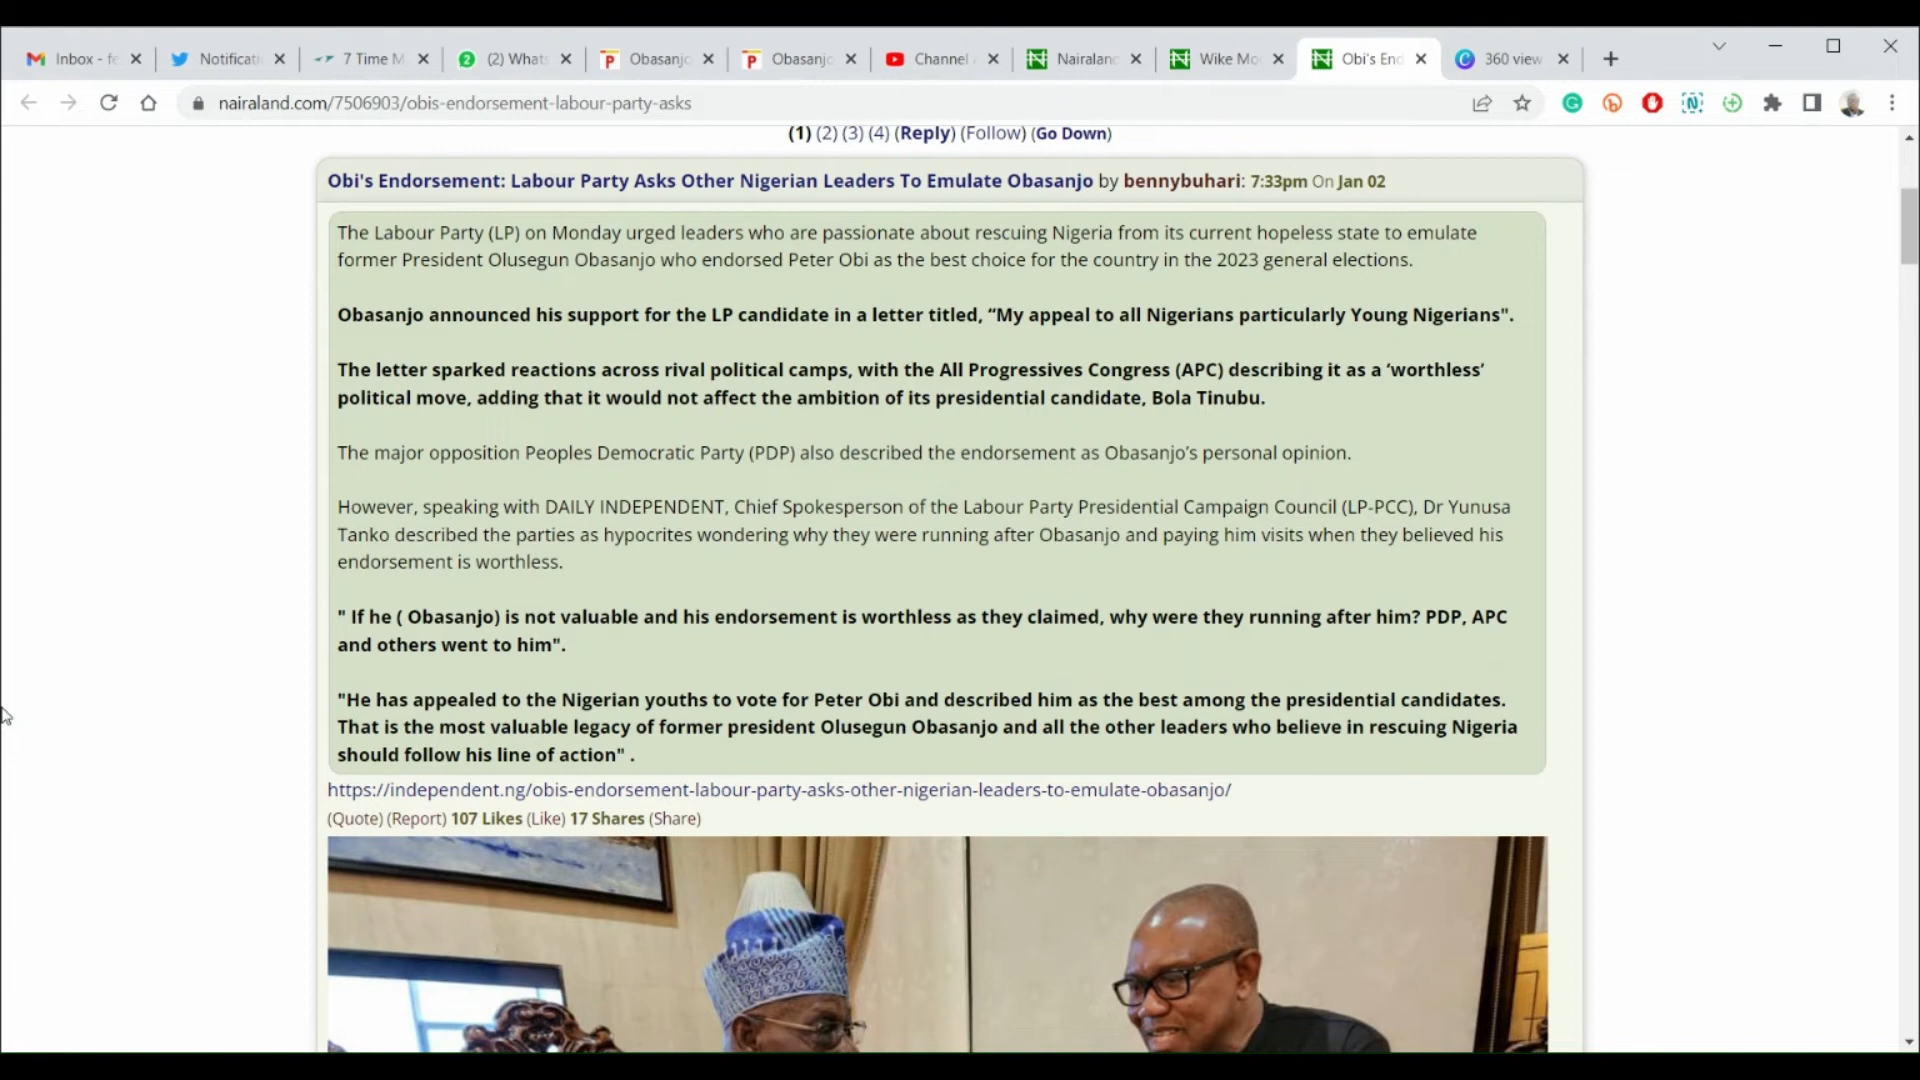 Inbox - fe
Notificati
7 Time M
(2) Whats
Obasanjo
Obasanjo
Channel
Nairaland
Wike Mo
Obi's End
360 view
nairaland.com/7506903/obis-endorsement-labour-party-asks
(1) (2) (3) (4) (Reply) (Follow) (Go Down)
Obi's Endorsement: Labour Party Asks Other Nigerian Leaders To Emulate Obasanjo by bennybuhari: 7:33pm On Jan 02
The Labour Party (LP) on Monday urged leaders who are passionate about rescuing Nigeria from its current hopeless state to emulate
former President Olusegun Obasanjo who endorsed Peter Obi as the best choice for the country in the 2023 general elections.
Obasanjo announced his support for the LP candidate in a letter titled, “My appeal to all Nigerians particularly Young Nigerians".
The letter sparked reactions across rival political camps, with the All Progressives Congress (APC) describing it as a ‘worthless’
political move, adding that it would not affect the ambition of its presidential candidate, Bola Tinubu.
The major opposition Peoples Democratic Party (PDP) also described the endorsement as Obasanjo’s personal opinion.
However, speaking with DAILY INDEPENDENT, Chief Spokesperson of the Labour Party Presidential Campaign Council (LP-PCC), Dr Yunusa
Tanko described the parties as hypocrites wondering why they were running after Obasanjo and paying him visits when they believed his
endorsement is worthless.
" If he ( Obasanjo) is not valuable and his endorsement is worthless as they claimed, why were they running after him? PDP, APC
and others went to him".
"He has appealed to the Nigerian youths to vote for Peter Obi and described him as the best among the presidential candidates.
That is the most valuable legacy of former president Olusegun Obasanjo and all the other leaders who believe in rescuing Nigeria
should follow his line of action" .
https://independent.ng/obis-endorsement-labour-party-asks-other-nigerian-leaders-to-emulate-obasanjo/
(Quote) (Report) 107 Likes (Like) 17 Shares (Share)